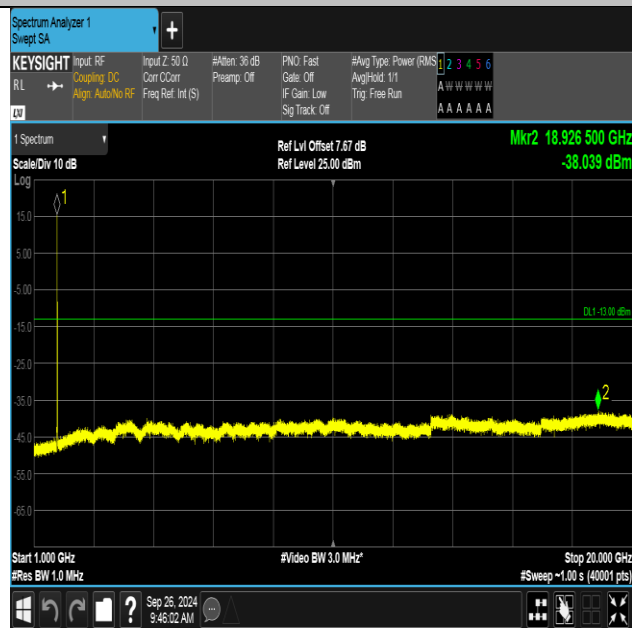 Spectrum Analyzer 1
Swept SA
+
KEYSIGHT
RL
LXI
Input: RF
Coupling: DC
Align: Auto/No RF
Input Z: 50 Ω
Corr CCorr
Freq Ref: Int (S)
#Atten: 36 dB
Preamp: Off
PNO: Fast
Gate: Off
IF Gain: Low
Sig Track: Off
#Avg Type: Power (RMS
Avg|Hold: 1/1
Trig: Free Run
1 2 3 4 5 6
A W W W W W
A A A A A A
1 Spectrum
Scale/Div 10 dB
Log
Ref Lvl Offset 7.67 dB
Ref Level 25.00 dBm
Mkr2 18.926 500 GHz
-38.039 dBm
1
15.0
5.00
-5.00
DL1 -13.00 dBm
-15.0
-25.0
-35.0
2
-45.0
-55.0
-65.0
Start 1.000 GHz
#Res BW 1.0 MHz
#Video BW 3.0 MHz*
Stop 20.000 GHz
#Sweep ~1.00 s (40001 pts)
?
Sep 26, 2024
9:46:02 AM